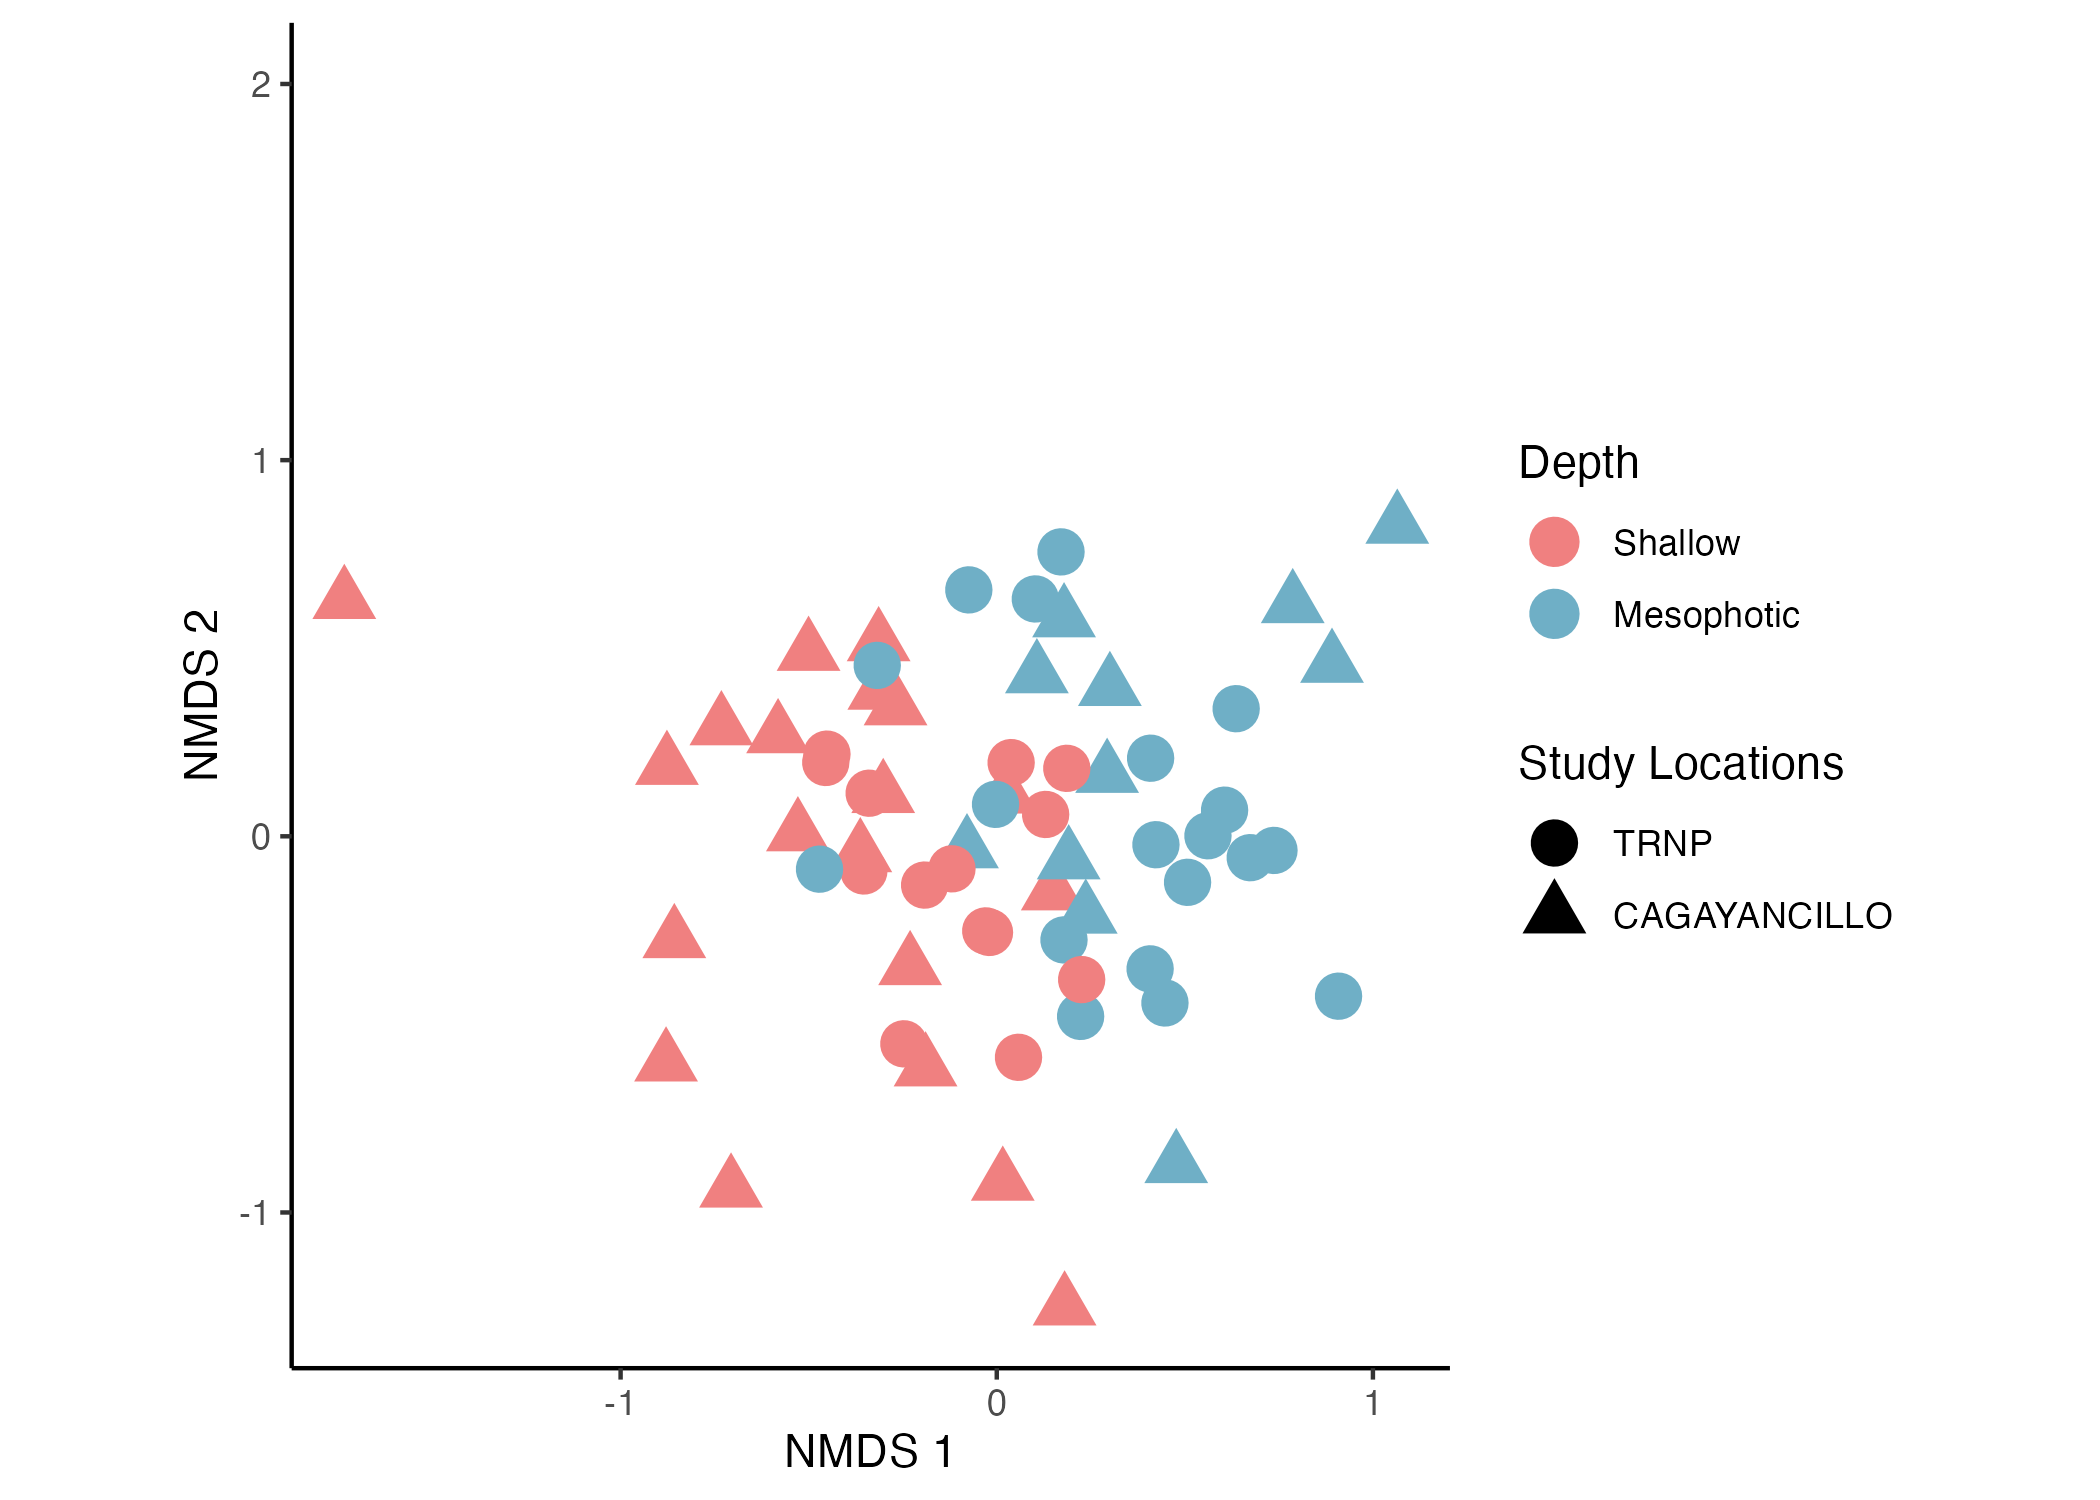 2
1
0
-1
NMDS 2
-1
0
1
NMDS 1
Depth
Shallow
Mesophotic
Study Locations
TRNP
CAGAYANCILLO